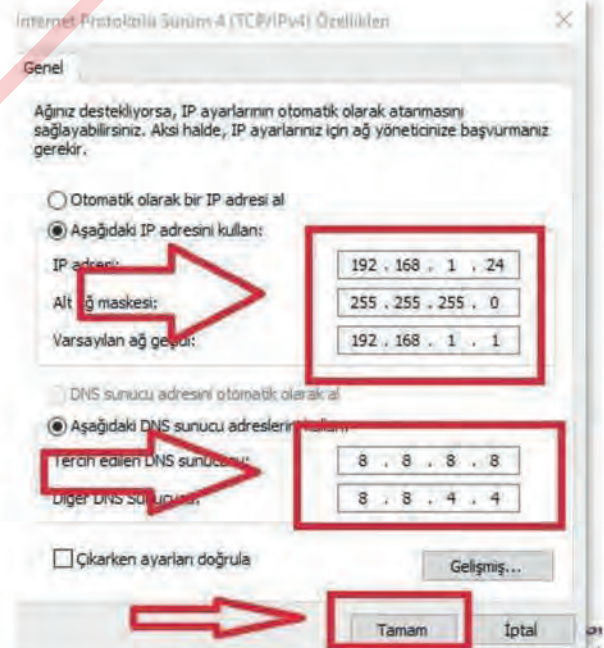 İnternet Protokolü Sürüm 4 (TCP/IPv4) Özellikleri
Genel
Ağınız destekliyorsa, IP ayarlarının otomatik olarak atanmasını
sağlayabilirsiniz. Aksi halde, IP ayarlarınız için ağ yöneticinize başvurmanız
gerekir.
Otomatik olarak bir IP adresi al
Aşağıdaki IP adresini kullan:
IP adresi: 192 . 168 . 1 . 24
Alt ağ maskesi: 255 . 255 . 255 . 0
Varsayılan ağ geçidi: 192 . 168 . 1 . 1
DNS sunucu adresini otomatik olarak al
Aşağıdaki DNS sunucu adreslerini kullan:
Tercih edilen DNS sunucusu: 8 . 8 . 8 . 8
Diğer DNS Sunucusu: 8 . 8 . 4 . 4
Çıkarken ayarları doğrula
Gelişmiş...
Tamam İptal